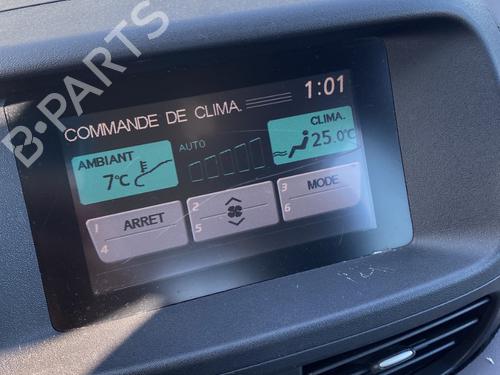 B-PARTS
COMMANDE DE CLIMA. 1:01
AMBIANT
7°C
AUTO
CLIMA.
25.0°C
1 ARRET 4
2 5
3 MODE 6